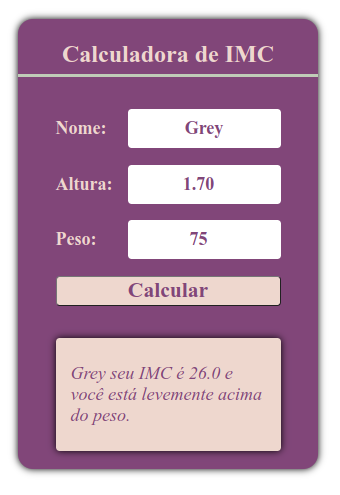 Calculadora de IMC
Nome: Grey
Altura: 1.70
Peso: 75
Calcular
Grey seu IMC é 26.0 e
você está levemente acima
do peso.